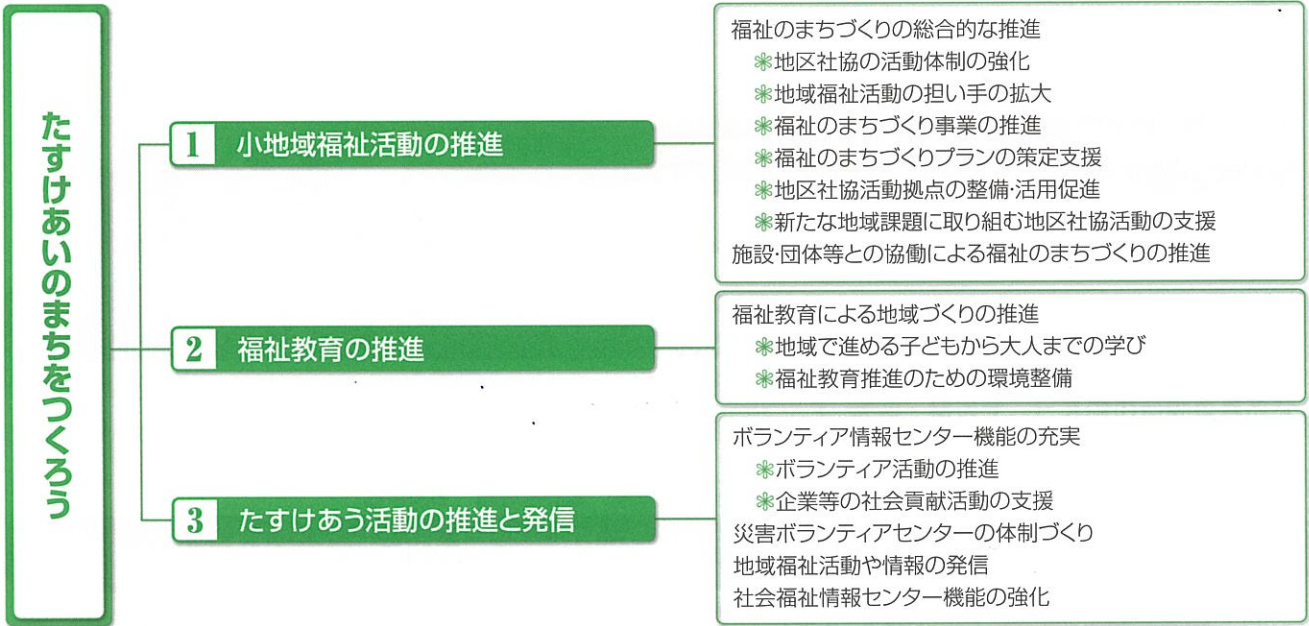 たすけあいのまちをつくろう
1 小地域福祉活動の推進
福祉のまちづくりの総合的な推進
❃地区社協の活動体制の強化
❃地域福祉活動の担い手の拡大
❃福祉のまちづくり事業の推進
❃福祉のまちづくりプランの策定支援
❃地区社協活動拠点の整備・活用促進
❃新たな地域課題に取り組む地区社協活動の支援
施設・団体等との協働による福祉のまちづくりの推進
2 福祉教育の推進
福祉教育による地域づくりの推進
❃地域で進める子どもから大人までの学び
❃福祉教育推進のための環境整備
3 たすけあう活動の推進と発信
ボランティア情報センター機能の充実
❃ボランティア活動の推進
❃企業等の社会貢献活動の支援
災害ボランティアセンターの体制づくり
地域福祉活動や情報の発信
社会福祉情報センター機能の強化